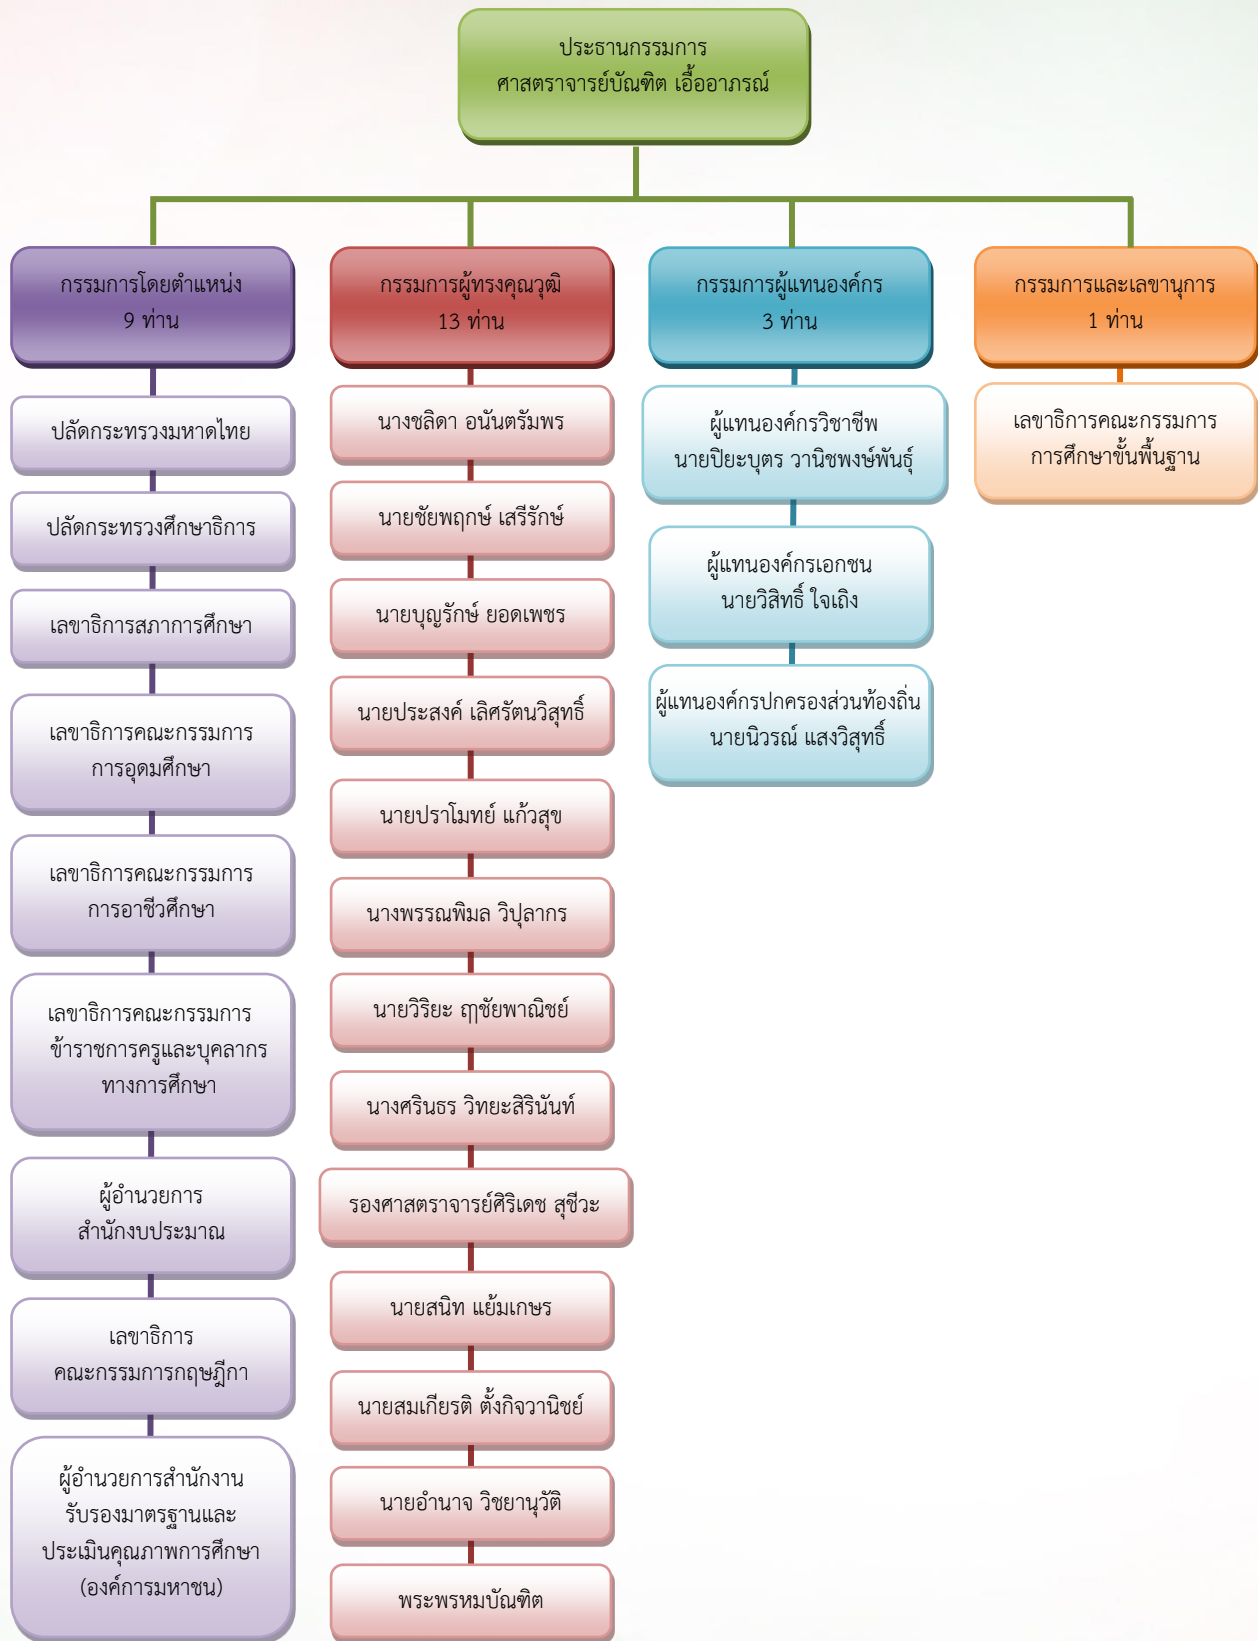 ประธานกรรมการ
ศาสตราจารย์บัณฑิต เอื้ออาภรณ์
กรรมการโดยตำแหน่ง
9 ท่าน
ปลัดกระทรวงมหาดไทย
ปลัดกระทรวงศึกษาธิการ
เลขาธิการสภาการศึกษา
เลขาธิการคณะกรรมการ
การอุดมศึกษา
เลขาธิการคณะกรรมการ
การอาชีวศึกษา
เลขาธิการคณะกรรมการ
ข้าราชการครูและบุคลากร
ทางการศึกษา
ผู้อำนวยการ
สำนักงบประมาณ
เลขาธิการ
คณะกรรมการกฤษฎีกา
ผู้อำนวยการสำนักงาน
รับรองมาตรฐานและ
ประเมินคุณภาพการศึกษา
(องค์การมหาชน)
กรรมการผู้ทรงคุณวุฒิ
13 ท่าน
นางชลิดา อนันตรัมพร
นายชัยพฤกษ์ เสรีรักษ์
นายบุญรักษ์ ยอดเพชร
นายประสงค์ เลิศรัตนวิสุทธิ์
นายปราโมทย์ แก้วสุข
นางพรรณพิมล วิปุลากร
นายวิริยะ ฤๅชัยพาณิชย์
นางศรินธร วิทยะสิรินันท์
รองศาสตราจารย์ศิริเดช สุชีวะ
นายสนิท แย้มเกษร
นายสมเกียรติ ตั้งกิจวานิชย์
นายอำนาจ วิชยานุวัติ
พระพรหมบัณฑิต
กรรมการผู้แทนองค์กร
3 ท่าน
ผู้แทนองค์กรวิชาชีพ
นายปิยะบุตร วานิชพงษ์พันธุ์
ผู้แทนองค์กรเอกชน
นายวิสิทธิ์ ใจเถิง
ผู้แทนองค์กรปกครองส่วนท้องถิ่น
นายนิวรณ์ แสงวิสุทธิ์
กรรมการและเลขานุการ
1 ท่าน
เลขาธิการคณะกรรมการ
การศึกษาขั้นพื้นฐาน